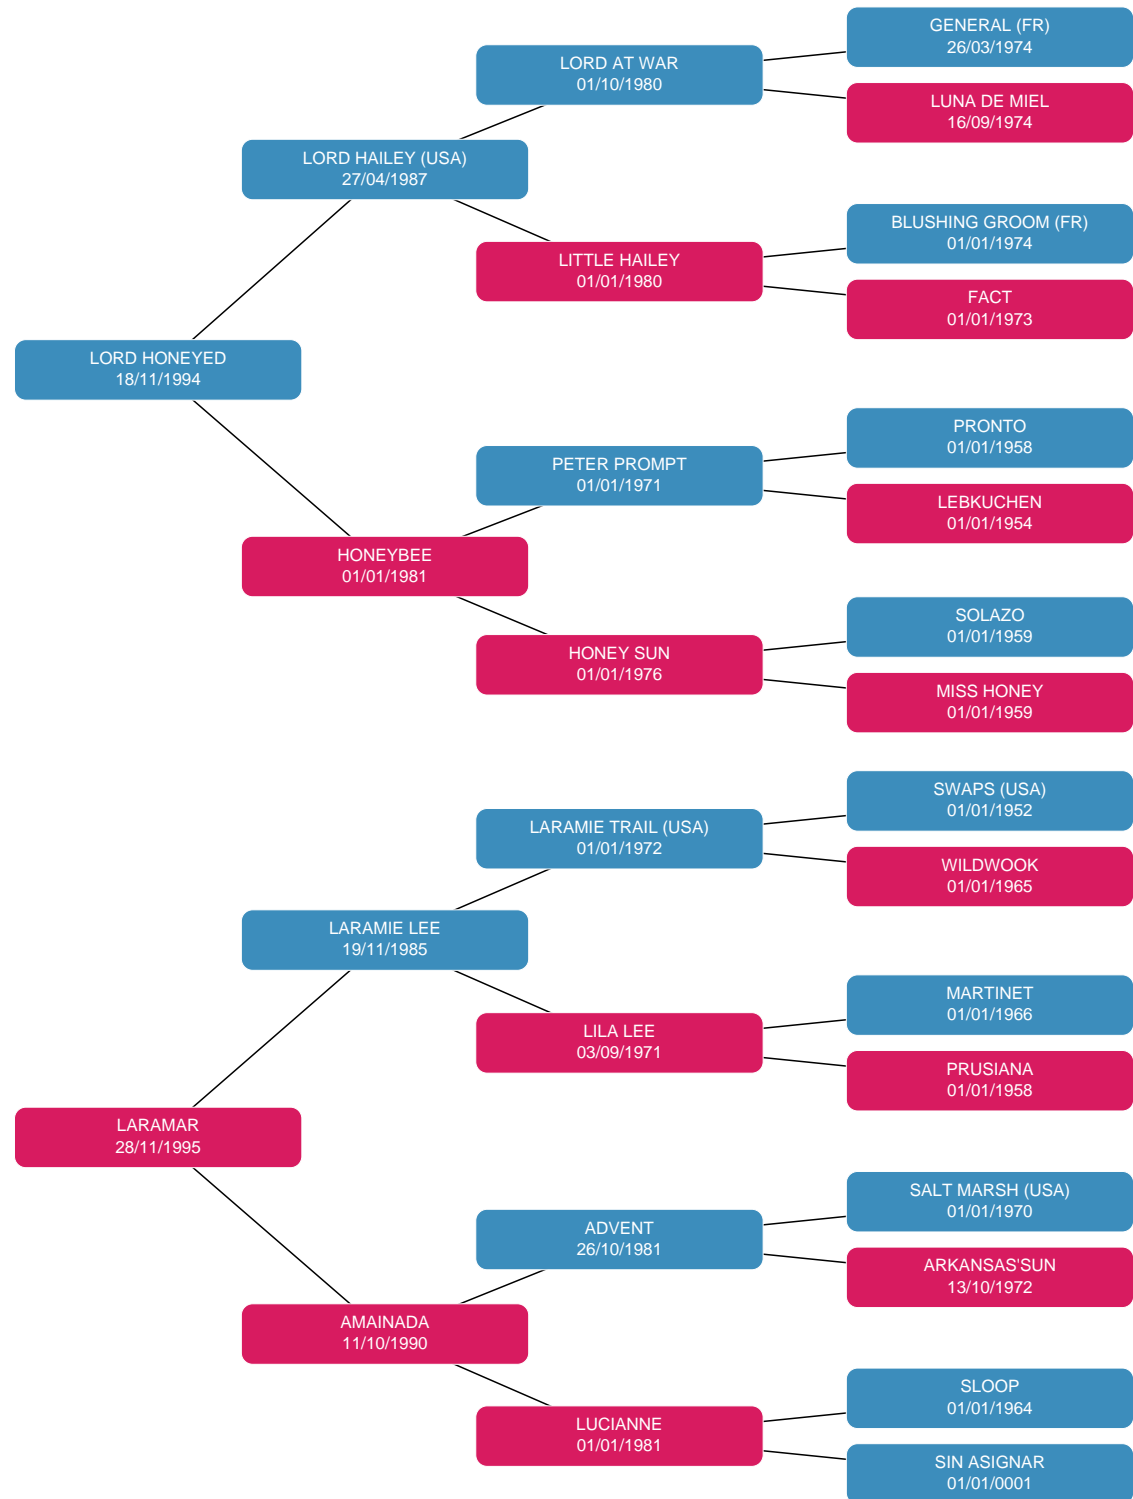 GENERAL (FR)
26/03/1974
LORD AT WAR
01/10/1980
LUNA DE MIEL
16/09/1974
LORD HAILEY (USA)
27/04/1987
BLUSHING GROOM (FR)
01/01/1974
LITTLE HAILEY
01/01/1980
FACT
01/01/1973
LORD HONEYED
18/11/1994
PRONTO
01/01/1958
PETER PROMPT
01/01/1971
LEBKUCHEN
01/01/1954
HONEYBEE
01/01/1981
SOLAZO
01/01/1959
HONEY SUN
01/01/1976
MISS HONEY
01/01/1959
SWAPS (USA)
01/01/1952
LARAMIE TRAIL (USA)
01/01/1972
WILDWOOK
01/01/1965
LARAMIE LEE
19/11/1985
MARTINET
01/01/1966
LILA LEE
03/09/1971
PRUSIANA
01/01/1958
LARAMAR
28/11/1995
SALT MARSH (USA)
01/01/1970
ADVENT
26/10/1981
ARKANSAS'SUN
13/10/1972
AMAINADA
11/10/1990
SLOOP
01/01/1964
LUCIANNE
01/01/1981
SIN ASIGNAR
01/01/0001